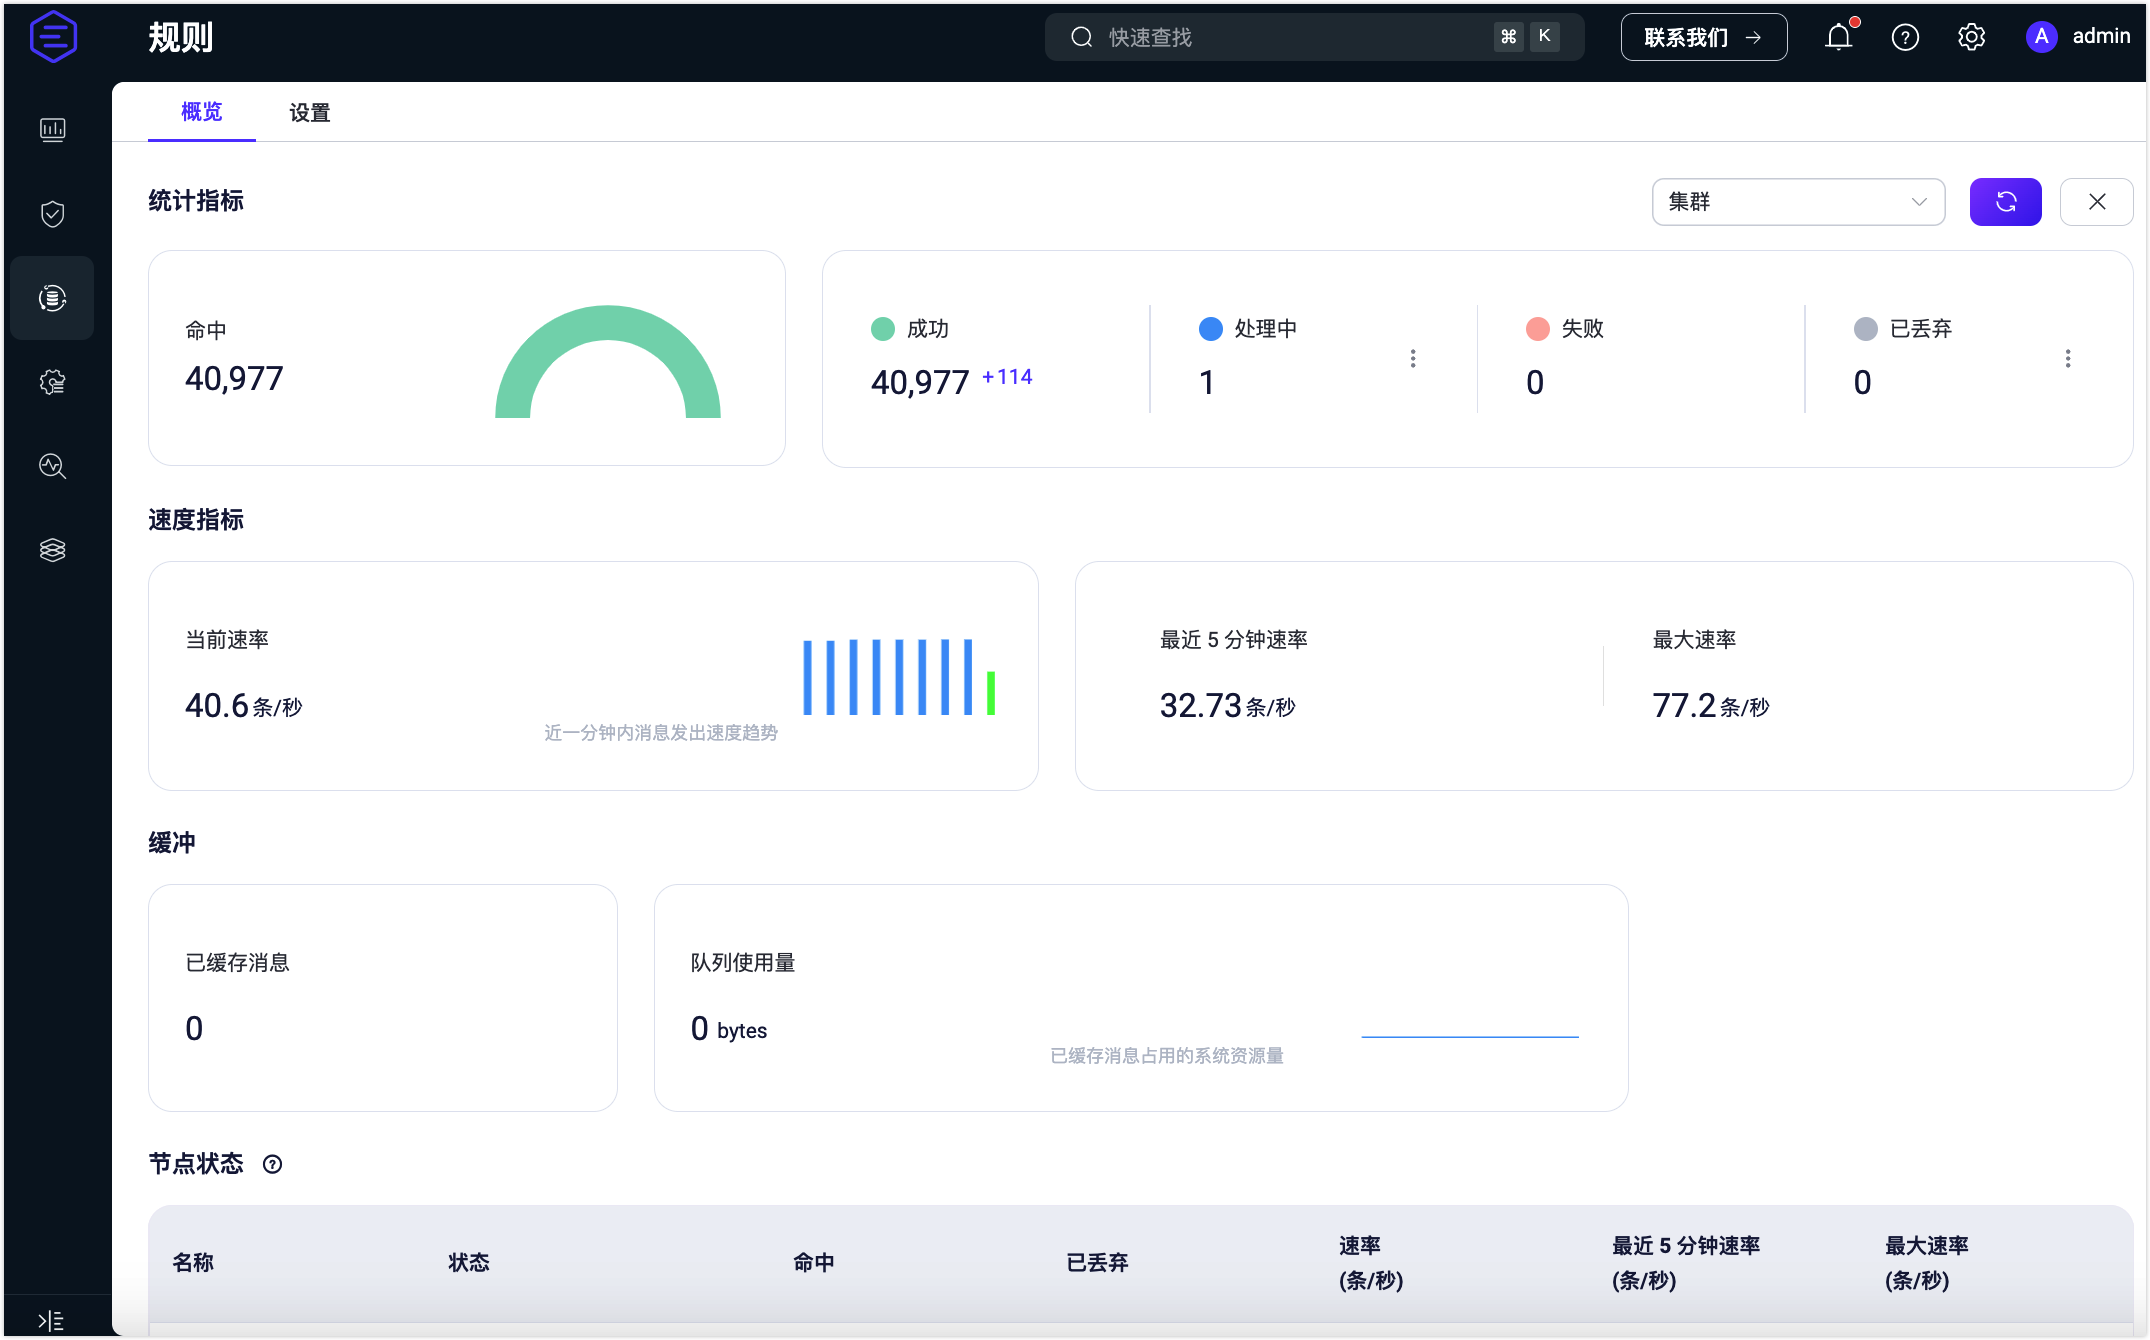 规则
快速查找
⌘ K
联系我们 →
A admin
概览
设置
统计指标
集群
命中
40,977
成功
40,977 +114
处理中
1
失败
0
已丢弃
0
速度指标
当前速率
40.6 条/秒
近一分钟内消息发出速度趋势
最近 5 分钟速率
32.73 条/秒
最大速率
77.2 条/秒
缓冲
已缓存消息
0
队列使用量
0 bytes
已缓存消息占用的系统资源量
节点状态
名称
状态
命中
已丢弃
速率
(条/秒)
最近 5 分钟速率
(条/秒)
最大速率
(条/秒)